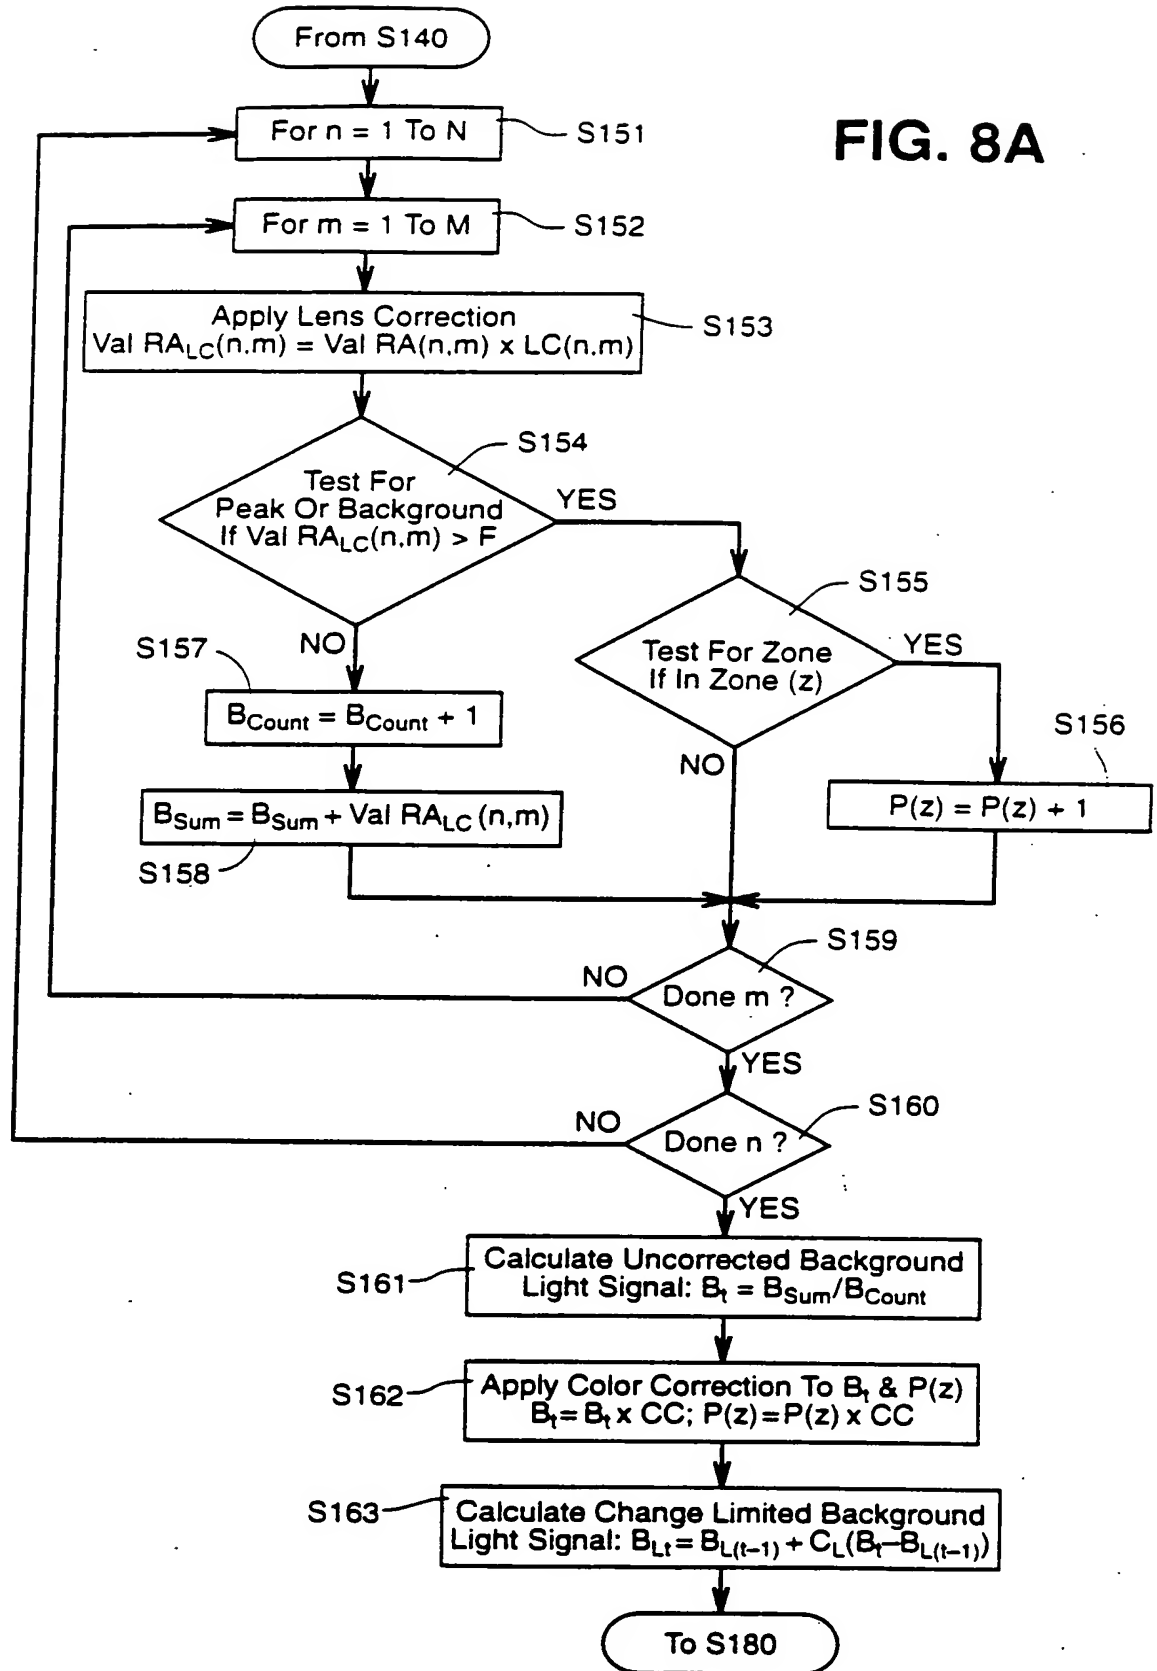 From S140
For n = 1 To N
S151
FIG. 8A
For m = 1 To M
S152
Apply Lens Correction
Val RA_LC(n,m) = Val RA(n,m) x LC(n,m)
S153
S154
Test For
Peak Or Background
If Val RA_LC(n,m) > F
YES
NO
S155
Test For Zone
If In Zone (z)
YES
NO
S157
B_Count = B_Count + 1
S156
P(z) = P(z) + 1
B_Sum = B_Sum + Val RA_LC (n,m)
S158
S159
Done m ?
NO
YES
S160
Done n ?
NO
YES
Calculate Uncorrected Background
Light Signal: B_t = B_Sum/B_Count
S161
Apply Color Correction To B_t & P(z)
B_t = B_t x CC; P(z) = P(z) x CC
S162
Calculate Change Limited Background
Light Signal: B_Lt = B_L(t–1) + C_L(B_t–B_L(t–1))
S163
To S180